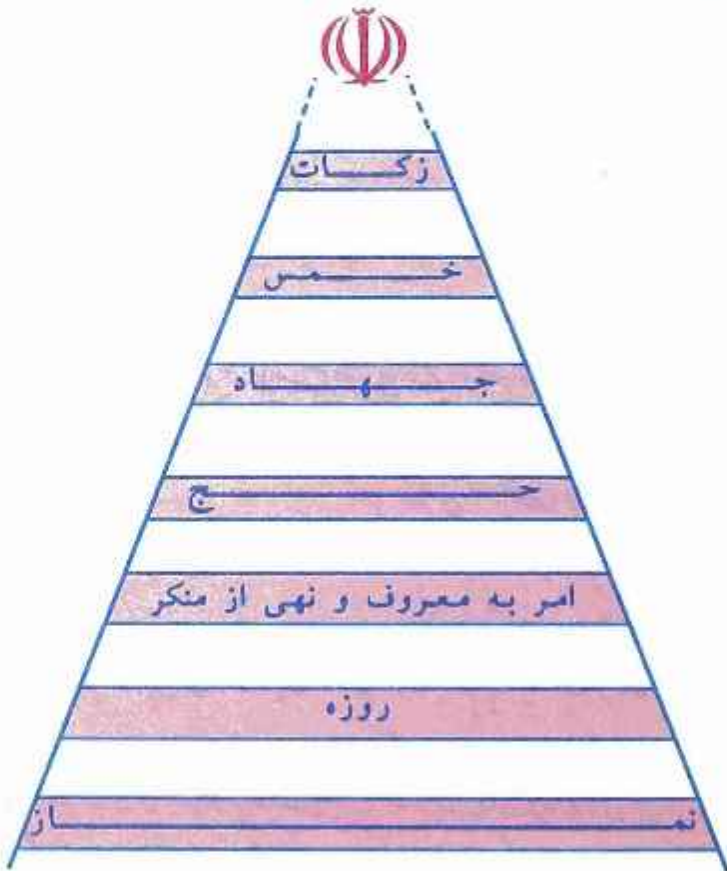 زکات
خمس
جهاد
حج
امر به معروف و نهی از منکر
روزه
نماز